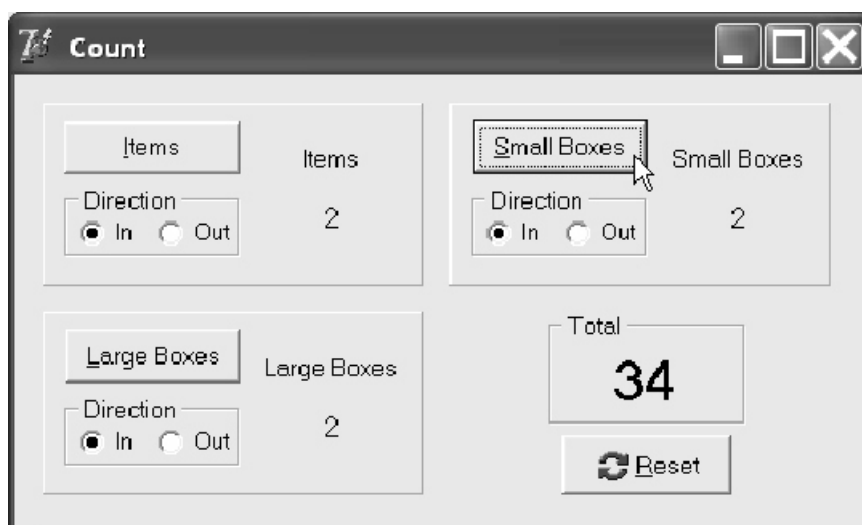 Count
Items
Items
Direction
In Out
2
Small Boxes
Small Boxes
Direction
In Out
2
Large Boxes
Large Boxes
Direction
In Out
2
Total
34
Reset